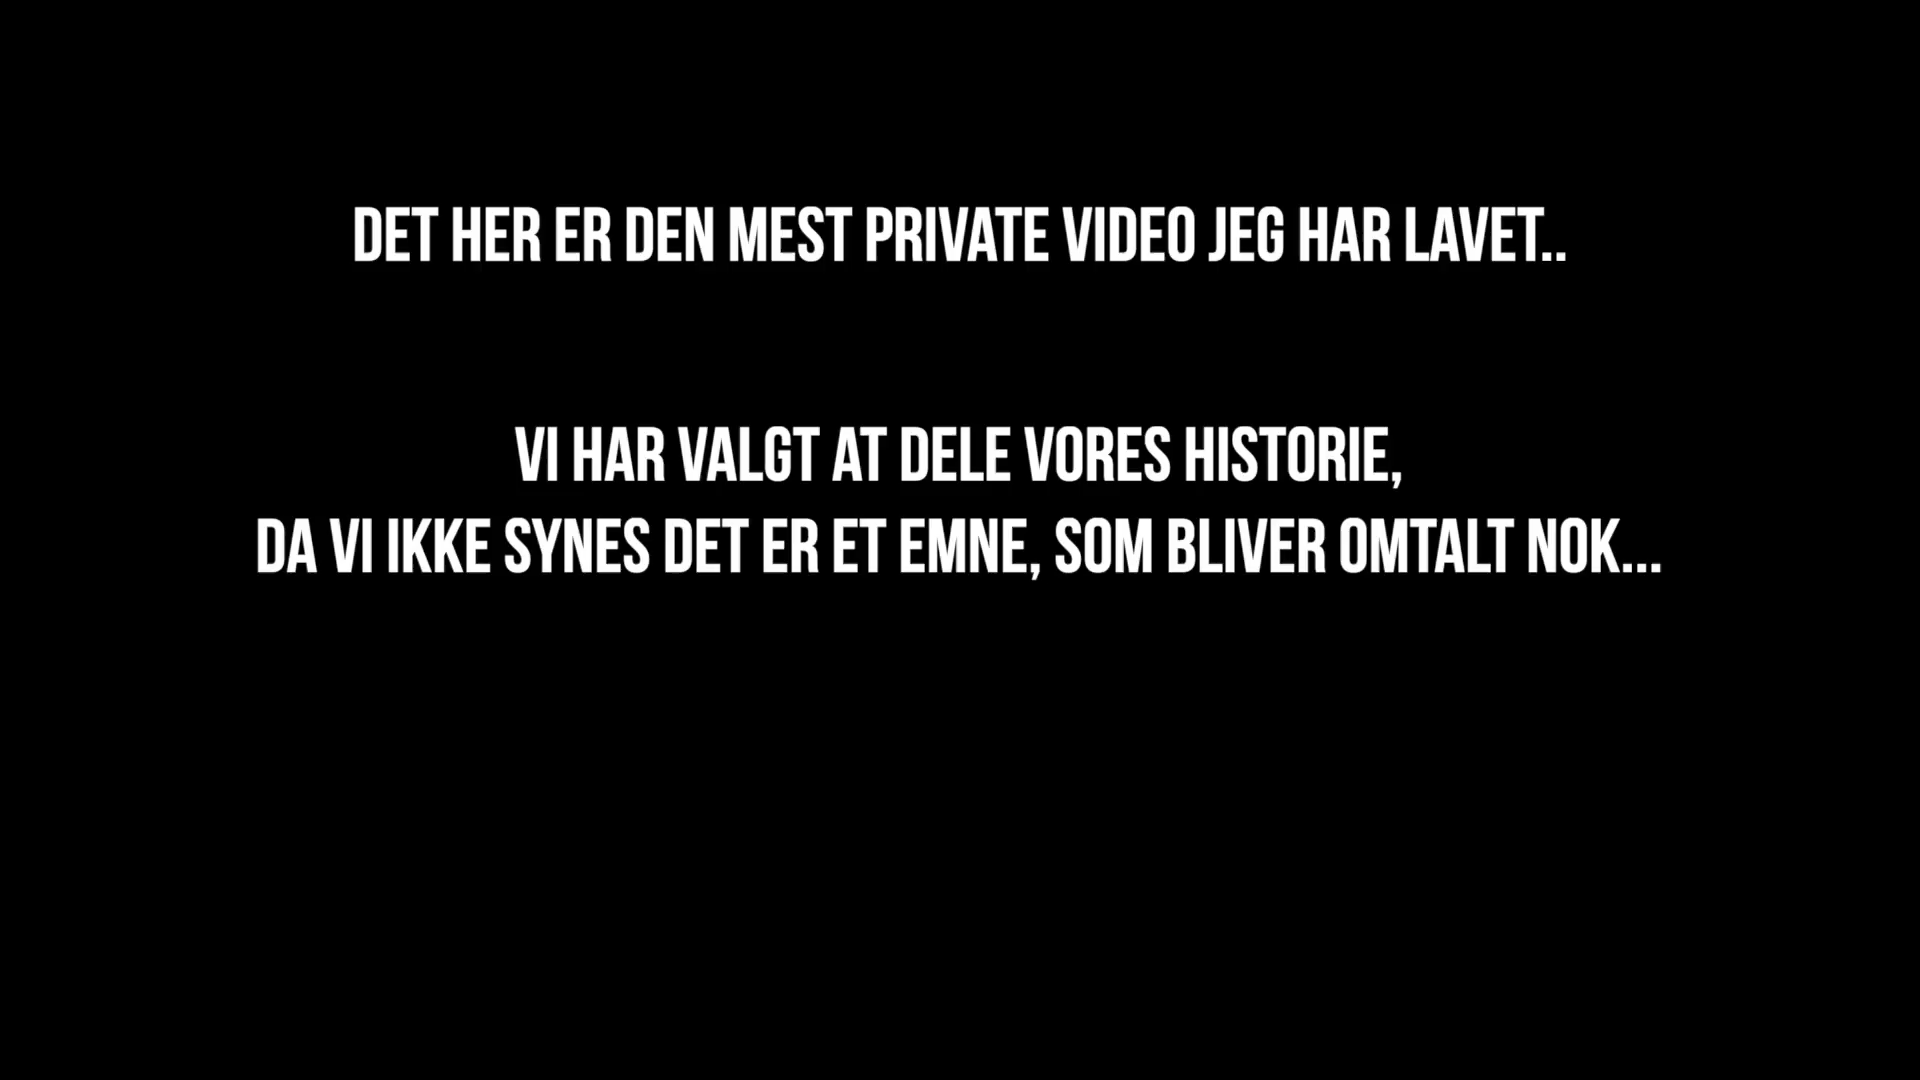 DET HER ER DEN MEST PRIVATE VIDEO JEG HAR LAVET..
VI HAR VALGT AT DELE VORES HISTORIE,
DA VI IKKE SYNES DET ER ET EMNE, SOM BLIVER OMTALT NOK...